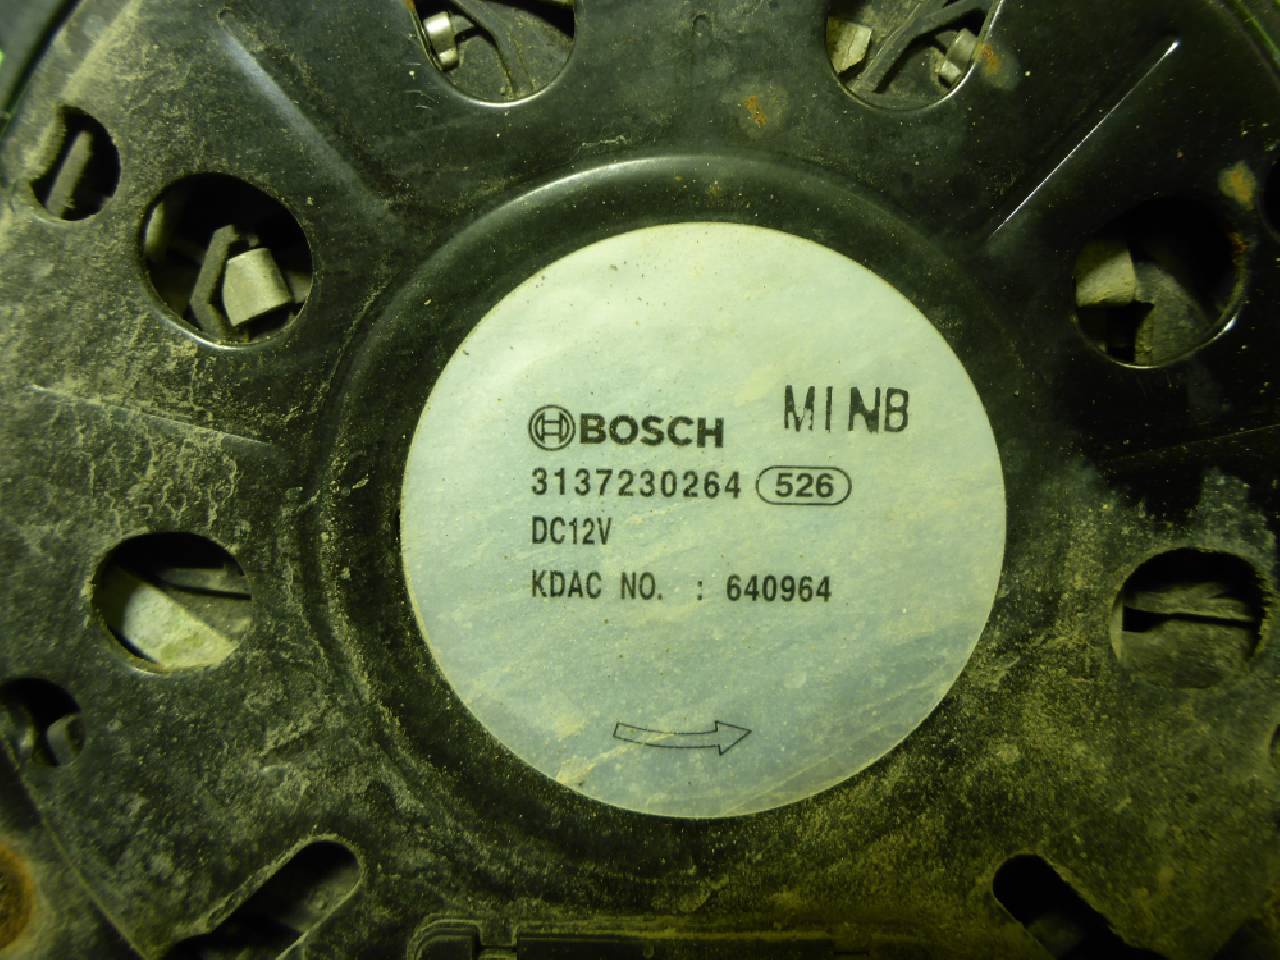 BOSCH MINB
3137230264 526
DC12V
KDAC NO. : 640964